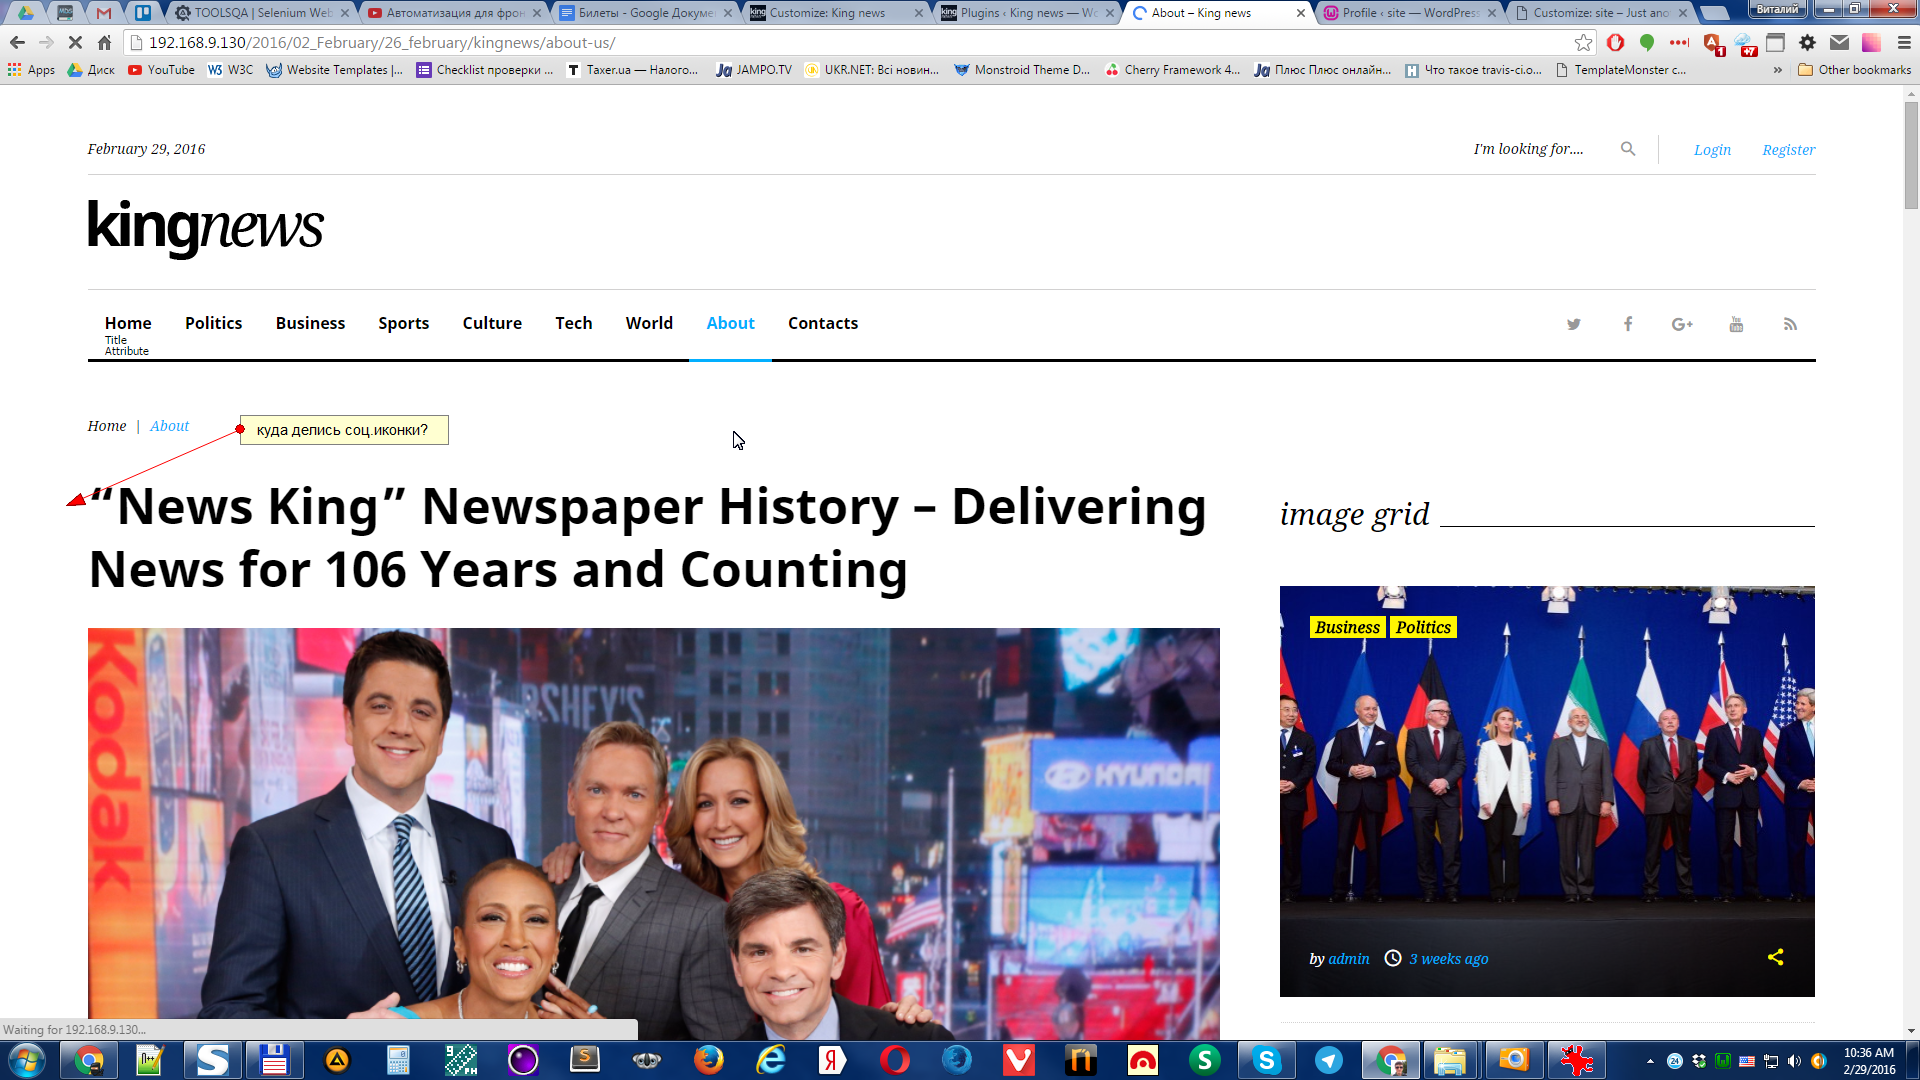 TOOLSQA | Selenium Web
Автоматизация для фрон
Билеты - Google Докуме
Customize: King news
Plugins ‹ King news — Wo
About – King news
Profile ‹ site — WordPress
Customize: site – Just ano
Виталий
192.168.9.130/2016/02_February/26_february/kingnews/about-us/
Apps
Диск
YouTube
W3C
Website Templates |...
Checklist проверки ...
Taxer.ua — Налого...
JAMPO.TV
UKR.NET: Всі новин...
Monstroid Theme D...
Cherry Framework 4...
Плюс Плюс онлайн...
Что такое travis-ci.o...
TemplateMonster c...
»
Other bookmarks
February 29, 2016
I'm looking for....
Login
Register
kingnews
Home Politics Business Sports Culture Tech World About Contacts
Title
Attribute
Home | About
куда делись соц.иконки?
“News King” Newspaper History – Delivering
News for 106 Years and Counting
image grid
Business Politics
Kodak
HYUNDAI
by admin 3 weeks ago
Waiting for 192.168.9.130...
10:36 AM
2/29/2016